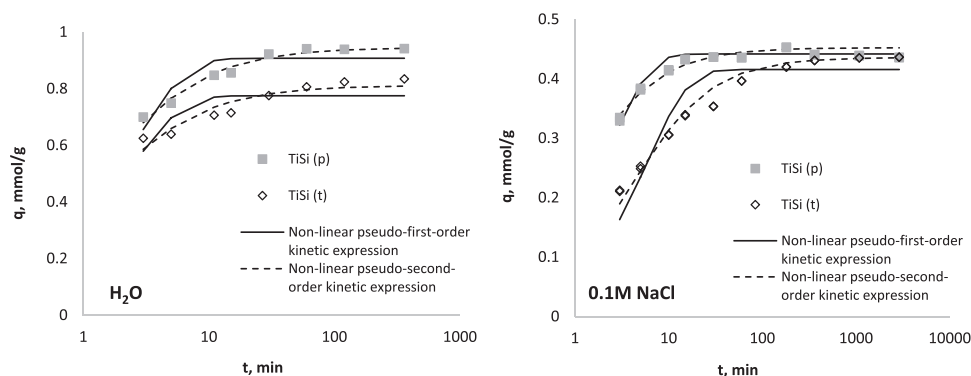 1
0.8
0.6
0.4
0.2
0
q, mmol/g
TiSi (p)
TiSi (t)
Non-linear pseudo-first-order
kinetic expression
Non-linear pseudo-second-
order kinetic expression
H₂O
1
10
100
1000
t, min
0.5
0.4
0.3
0.2
0.1
0
q, mmol/g
TiSi (p)
TiSi (t)
Non-linear pseudo-first-order
kinetic expression
Non-linear pseudo-second-
order kinetic expression
0.1M NaCl
1
10
100
1000
10000
t, min